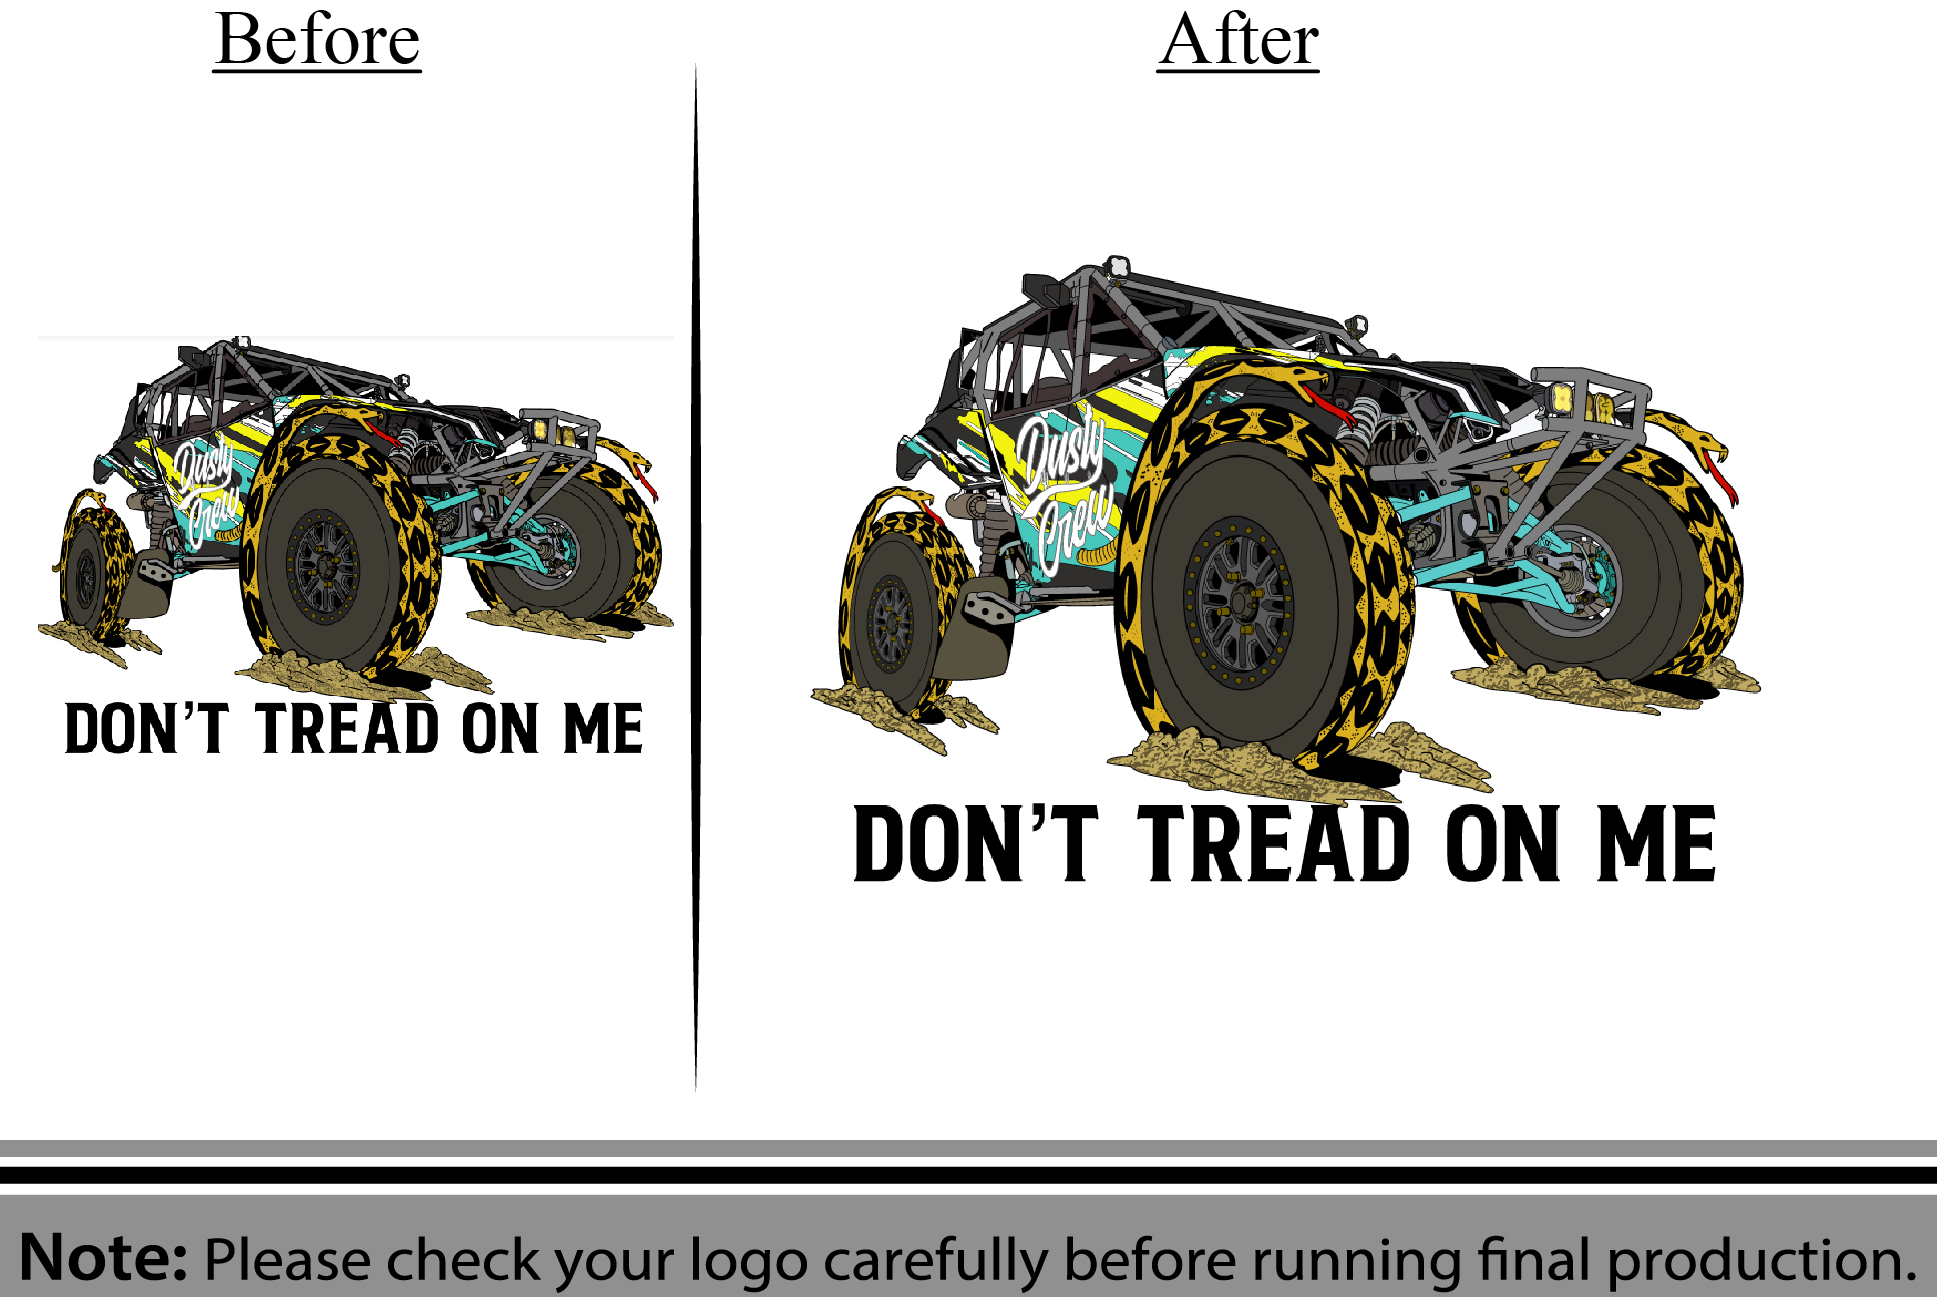 Before
After
Dusty
Crew
DON'T TREAD ON ME
Dusty
Crew
DON'T TREAD ON ME
Note: Please check your logo carefully before running final production.